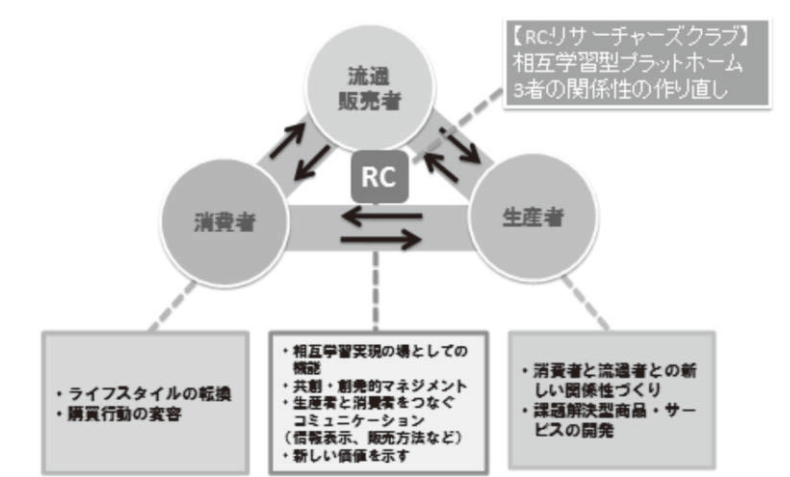 【RC:リサーチャーズクラブ】
相互学習型プラットホーム
3者の関係性の作り直し
流通
販売者
RC
消費者
生産者
・ライフスタイルの転換
・購買行動の変容
・相互学習実現の場としての
機能
・共創・創発的マネジメント
・生産者と消費者をつなぐ
コミュニケーション
（情報表示、販売方法など）
・新しい価値を示す
・消費者と流通者との新
しい関係性づくり
・課題解決型商品・サー
ビスの開発